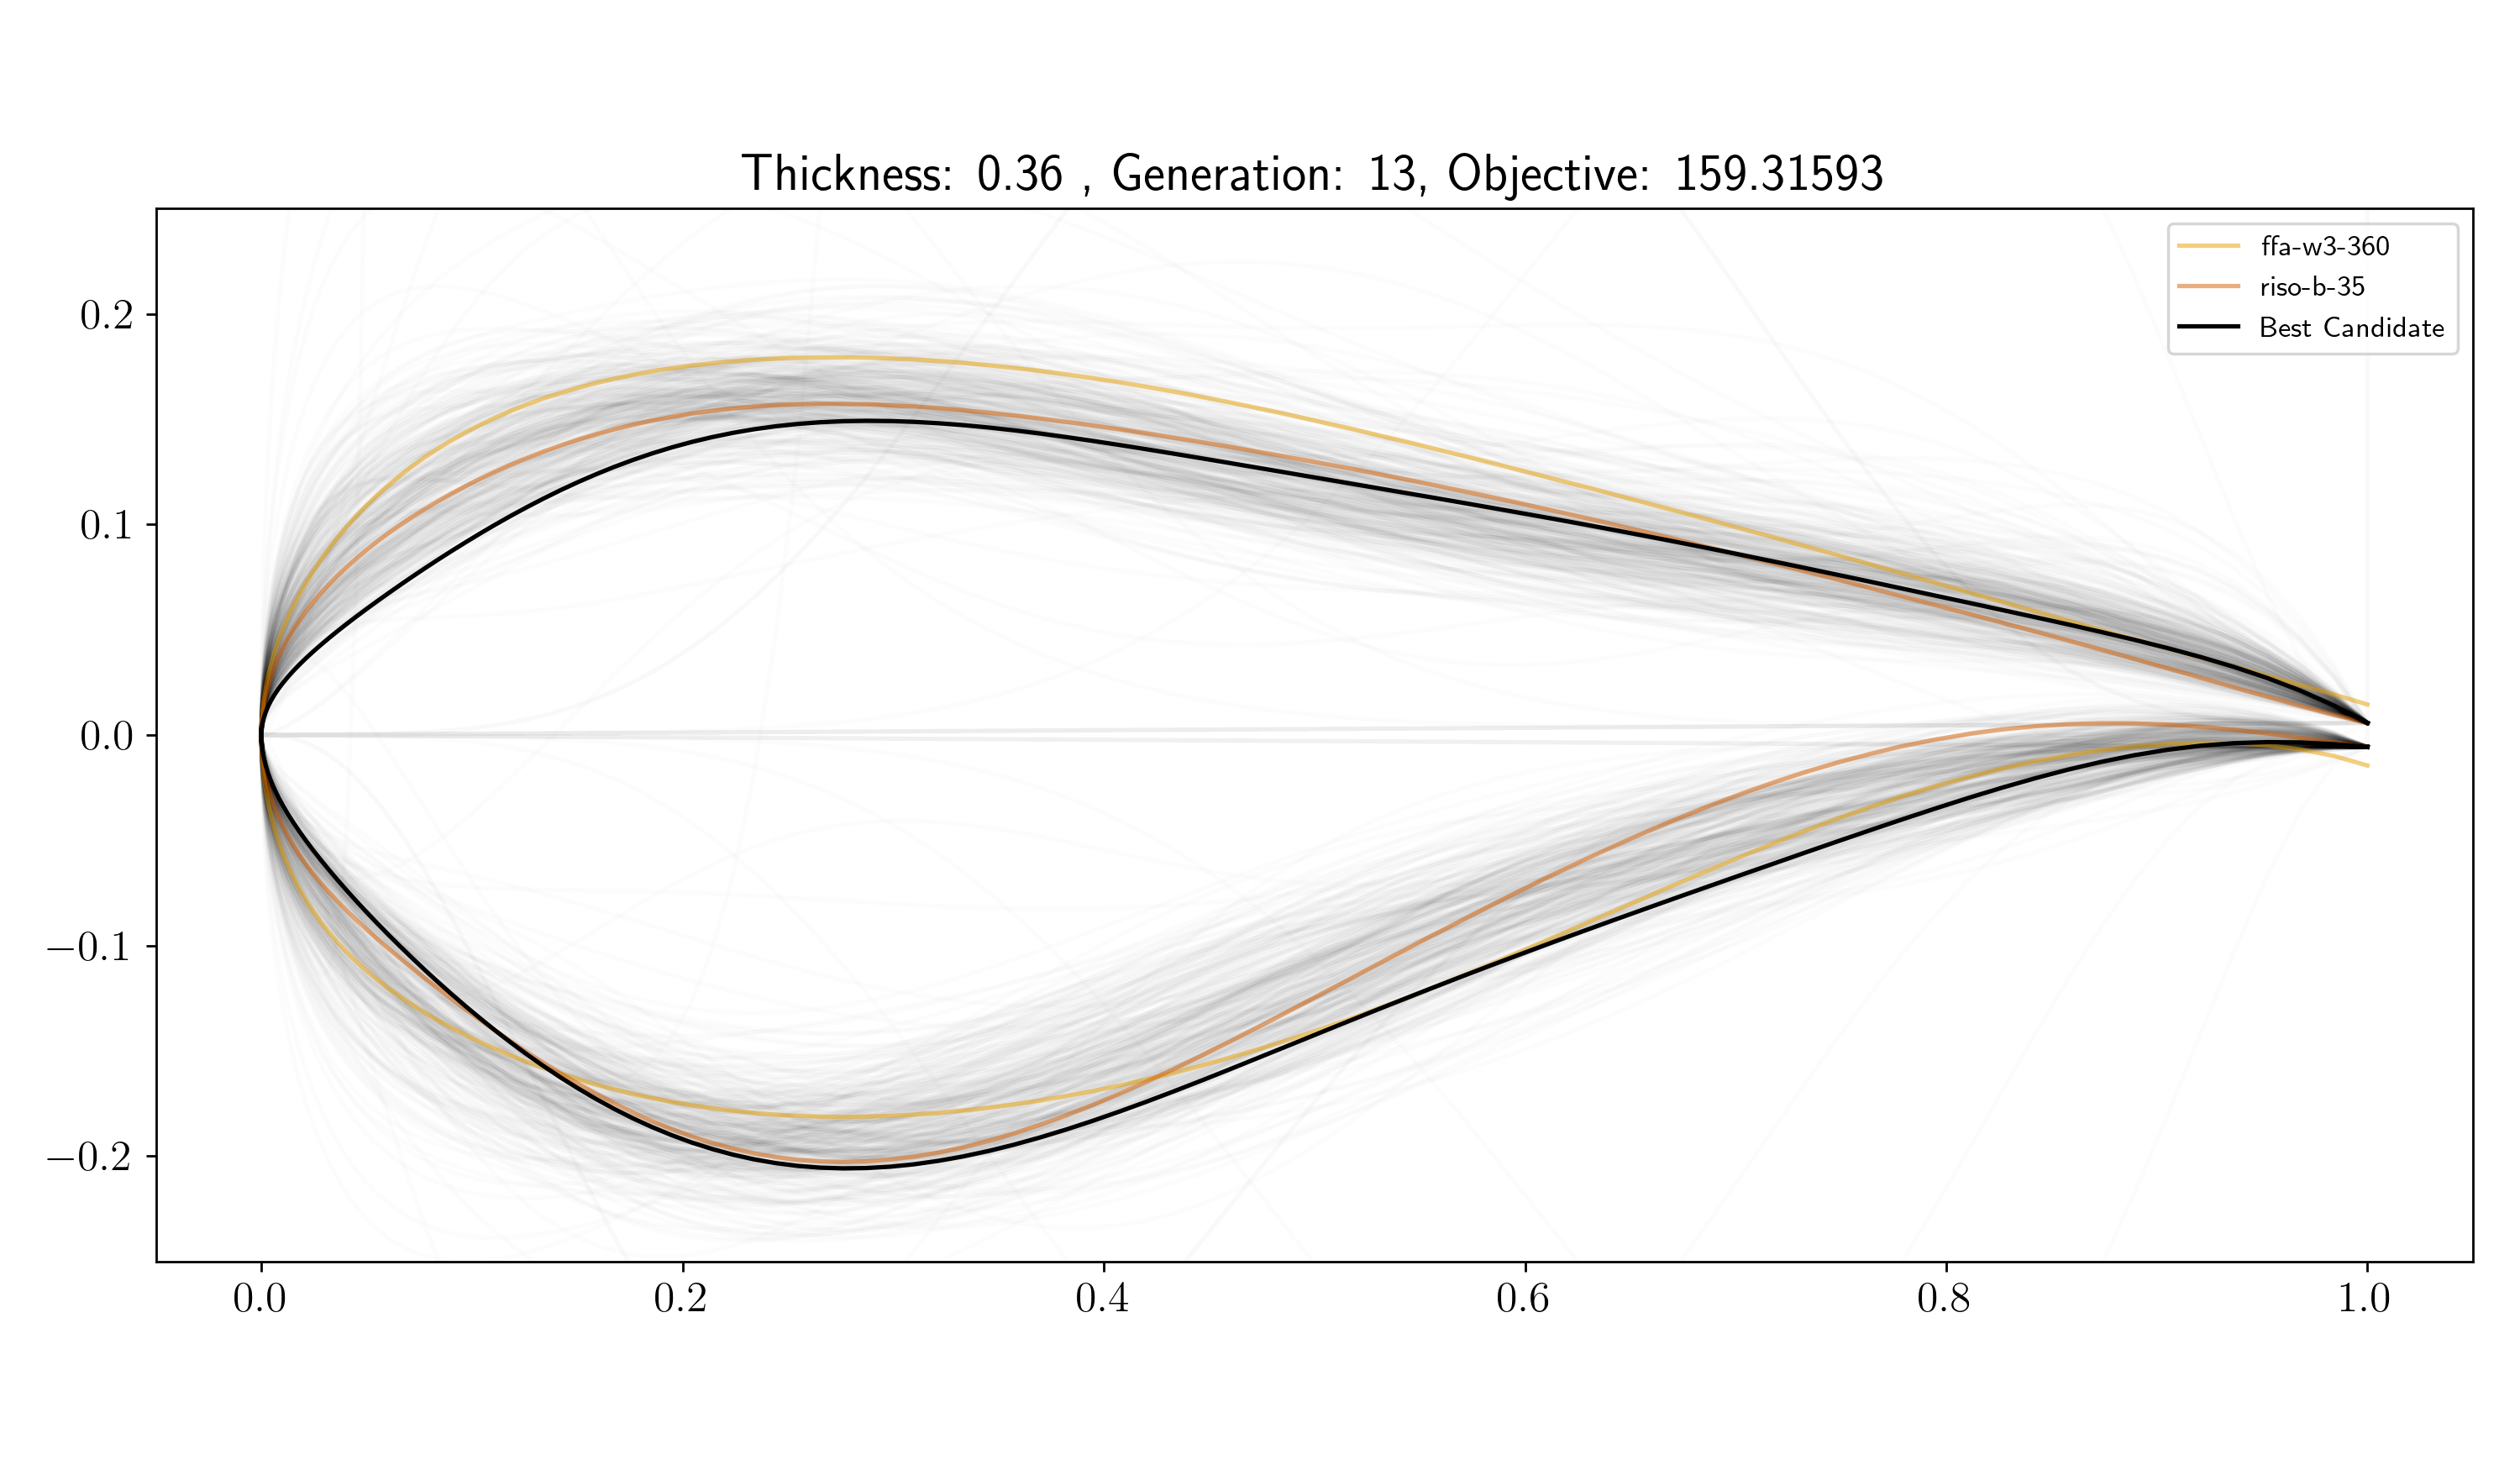 Thickness: 0.36 , Generation: 13, Objective: 159.31593
ffa-w3-360
riso-b-35
Best Candidate
0.2
0.1
0.0
−0.1
−0.2
0.0 0.2 0.4 0.6 0.8 1.0